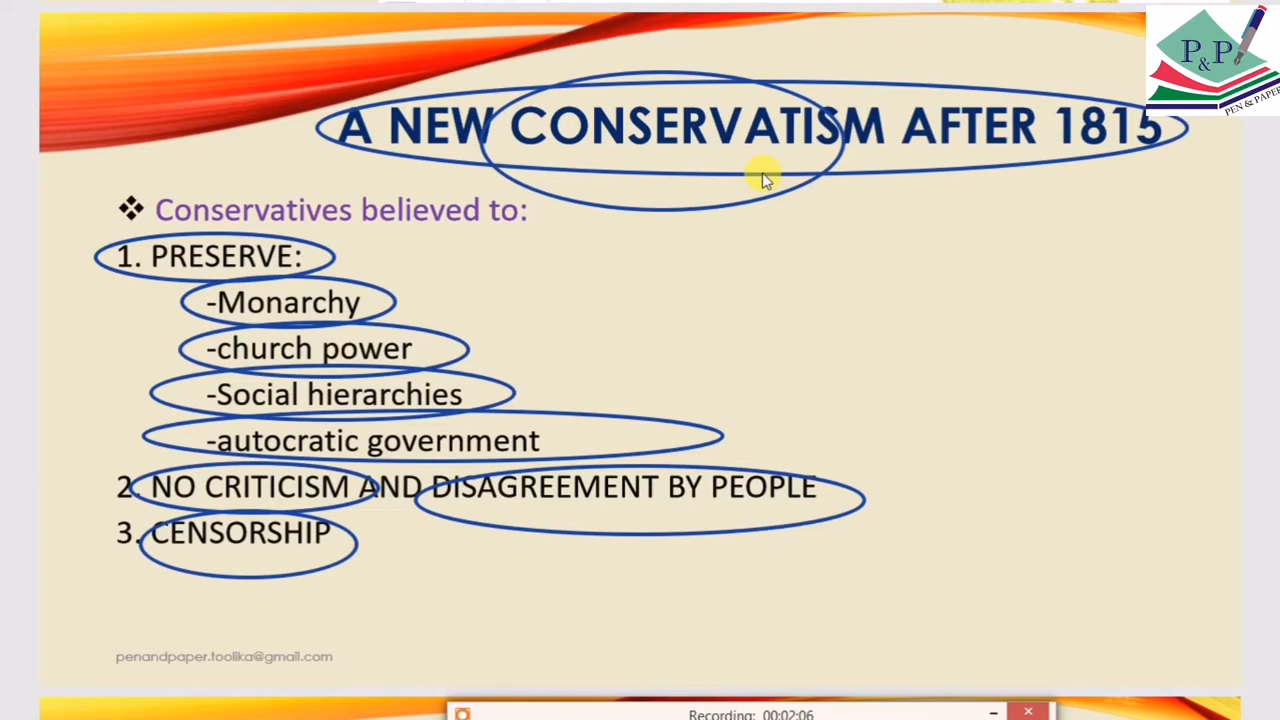 P&P
PEN & PAPER
A NEW CONSERVATISM AFTER 1815
❖ Conservatives believed to:
1. PRESERVE:
-Monarchy
-church power
-Social hierarchies
-autocratic government
2. NO CRITICISM AND DISAGREEMENT BY PEOPLE
3. CENSORSHIP
penandpaper.toolika@gmail.com
Recording: 00:02:06